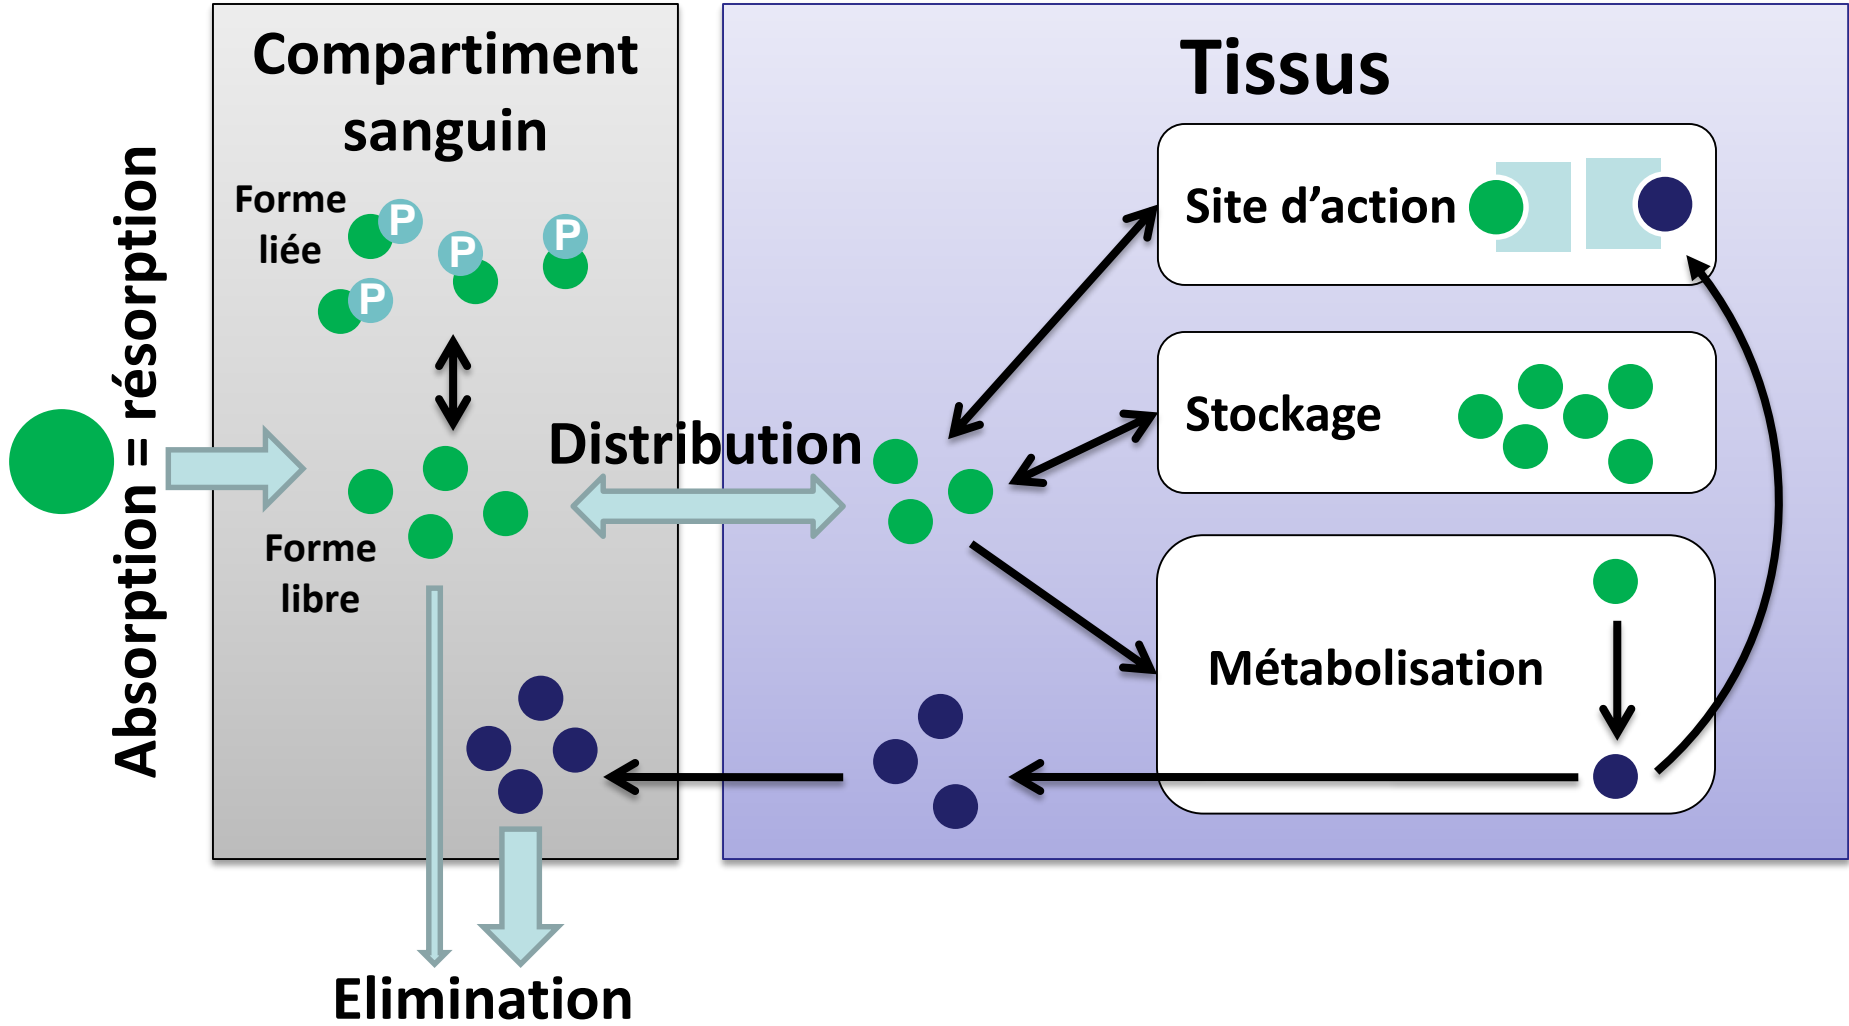 Compartiment
sanguin
Tissus
Absorption = résorption
Forme
liée
P
P
P
P
Site d’action
Stockage
Distribution
Forme
libre
Métabolisation
Elimination